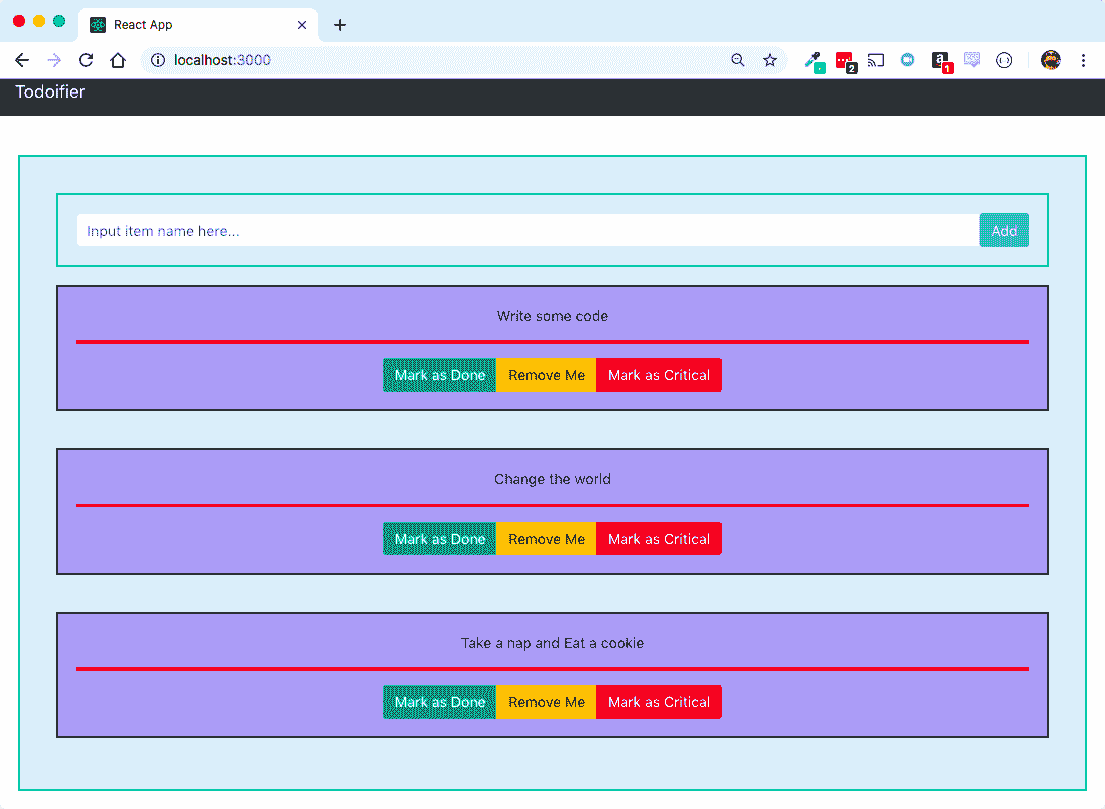 React App
localhost:3000
2
1
Todoifier
Input item name here...
Add
Write some code
Mark as Done Remove Me Mark as Critical
Change the world
Mark as Done Remove Me Mark as Critical
Take a nap and Eat a cookie
Mark as Done Remove Me Mark as Critical